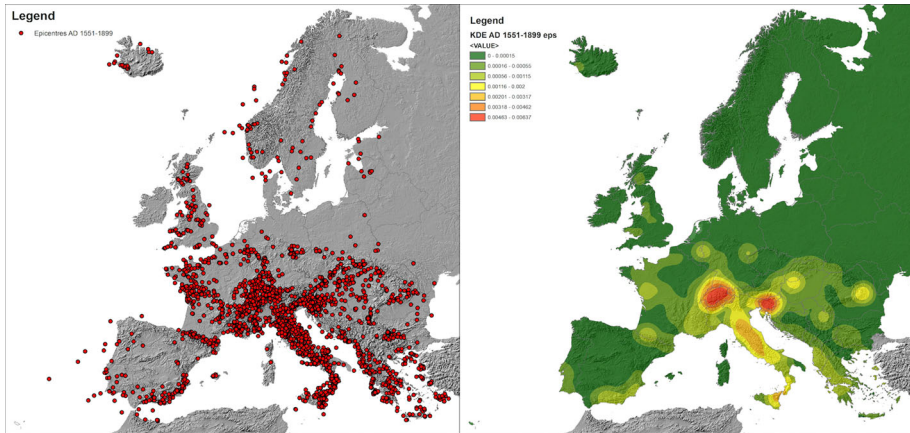 Legend
Epicentres AD 1551-1899
Legend
KDE AD 1551-1899 eps
<VALUE>
0 - 0.00015
0.00016 - 0.00055
0.00056 - 0.00115
0.00116 - 0.002
0.00201 - 0.00317
0.00318 - 0.00462
0.00463 - 0.00637